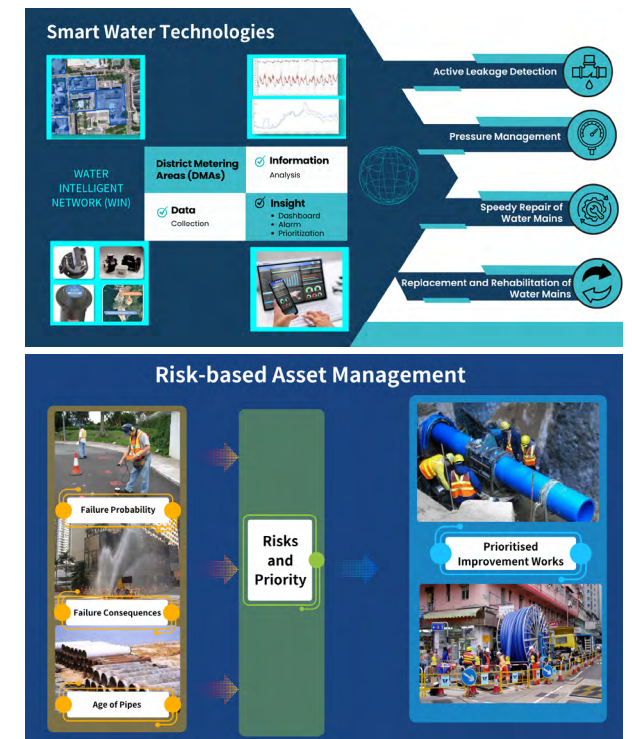 Smart Water Technologies
WATER
INTELLIGENT
NETWORK (WIN)
District Metering
Areas (DMAs)
Information
Analysis
Data
Collection
Insight
• Dashboard
• Alarm
• Prioritization
Active Leakage Detection
Pressure Management
Speedy Repair of
Water Mains
Replacement and Rehabilitation of
Water Mains
Risk-based Asset Management
Failure Probability
Failure Consequences
Age of Pipes
Risks
and
Priority
Prioritised
Improvement Works